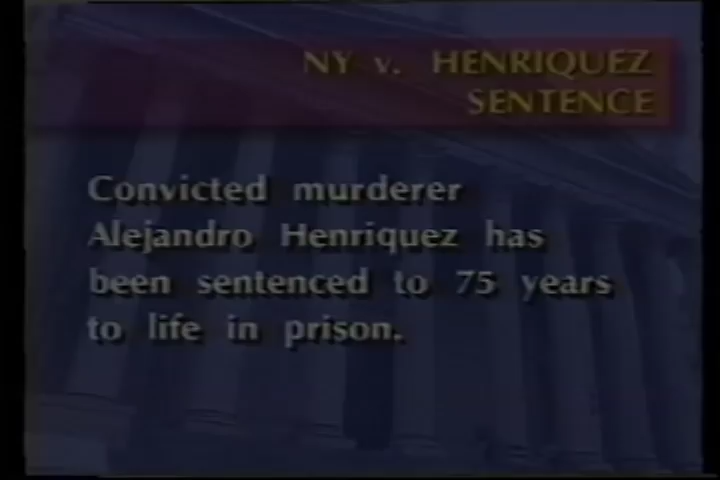 NY v. HENRIQUEZ
SENTENCE
Convicted murderer
Alejandro Henriquez has
been sentenced to 75 years
to life in prison.